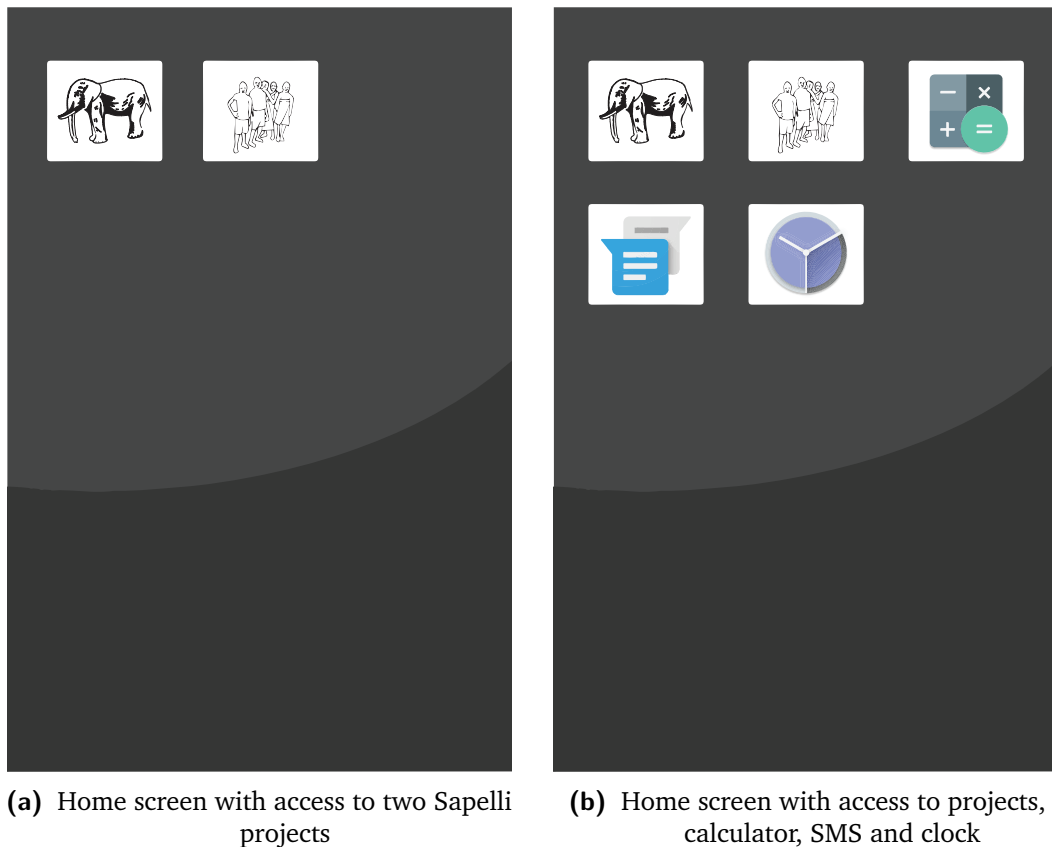 (a) Home screen with access to two Sapelli
projects
(b) Home screen with access to projects,
calculator, SMS and clock